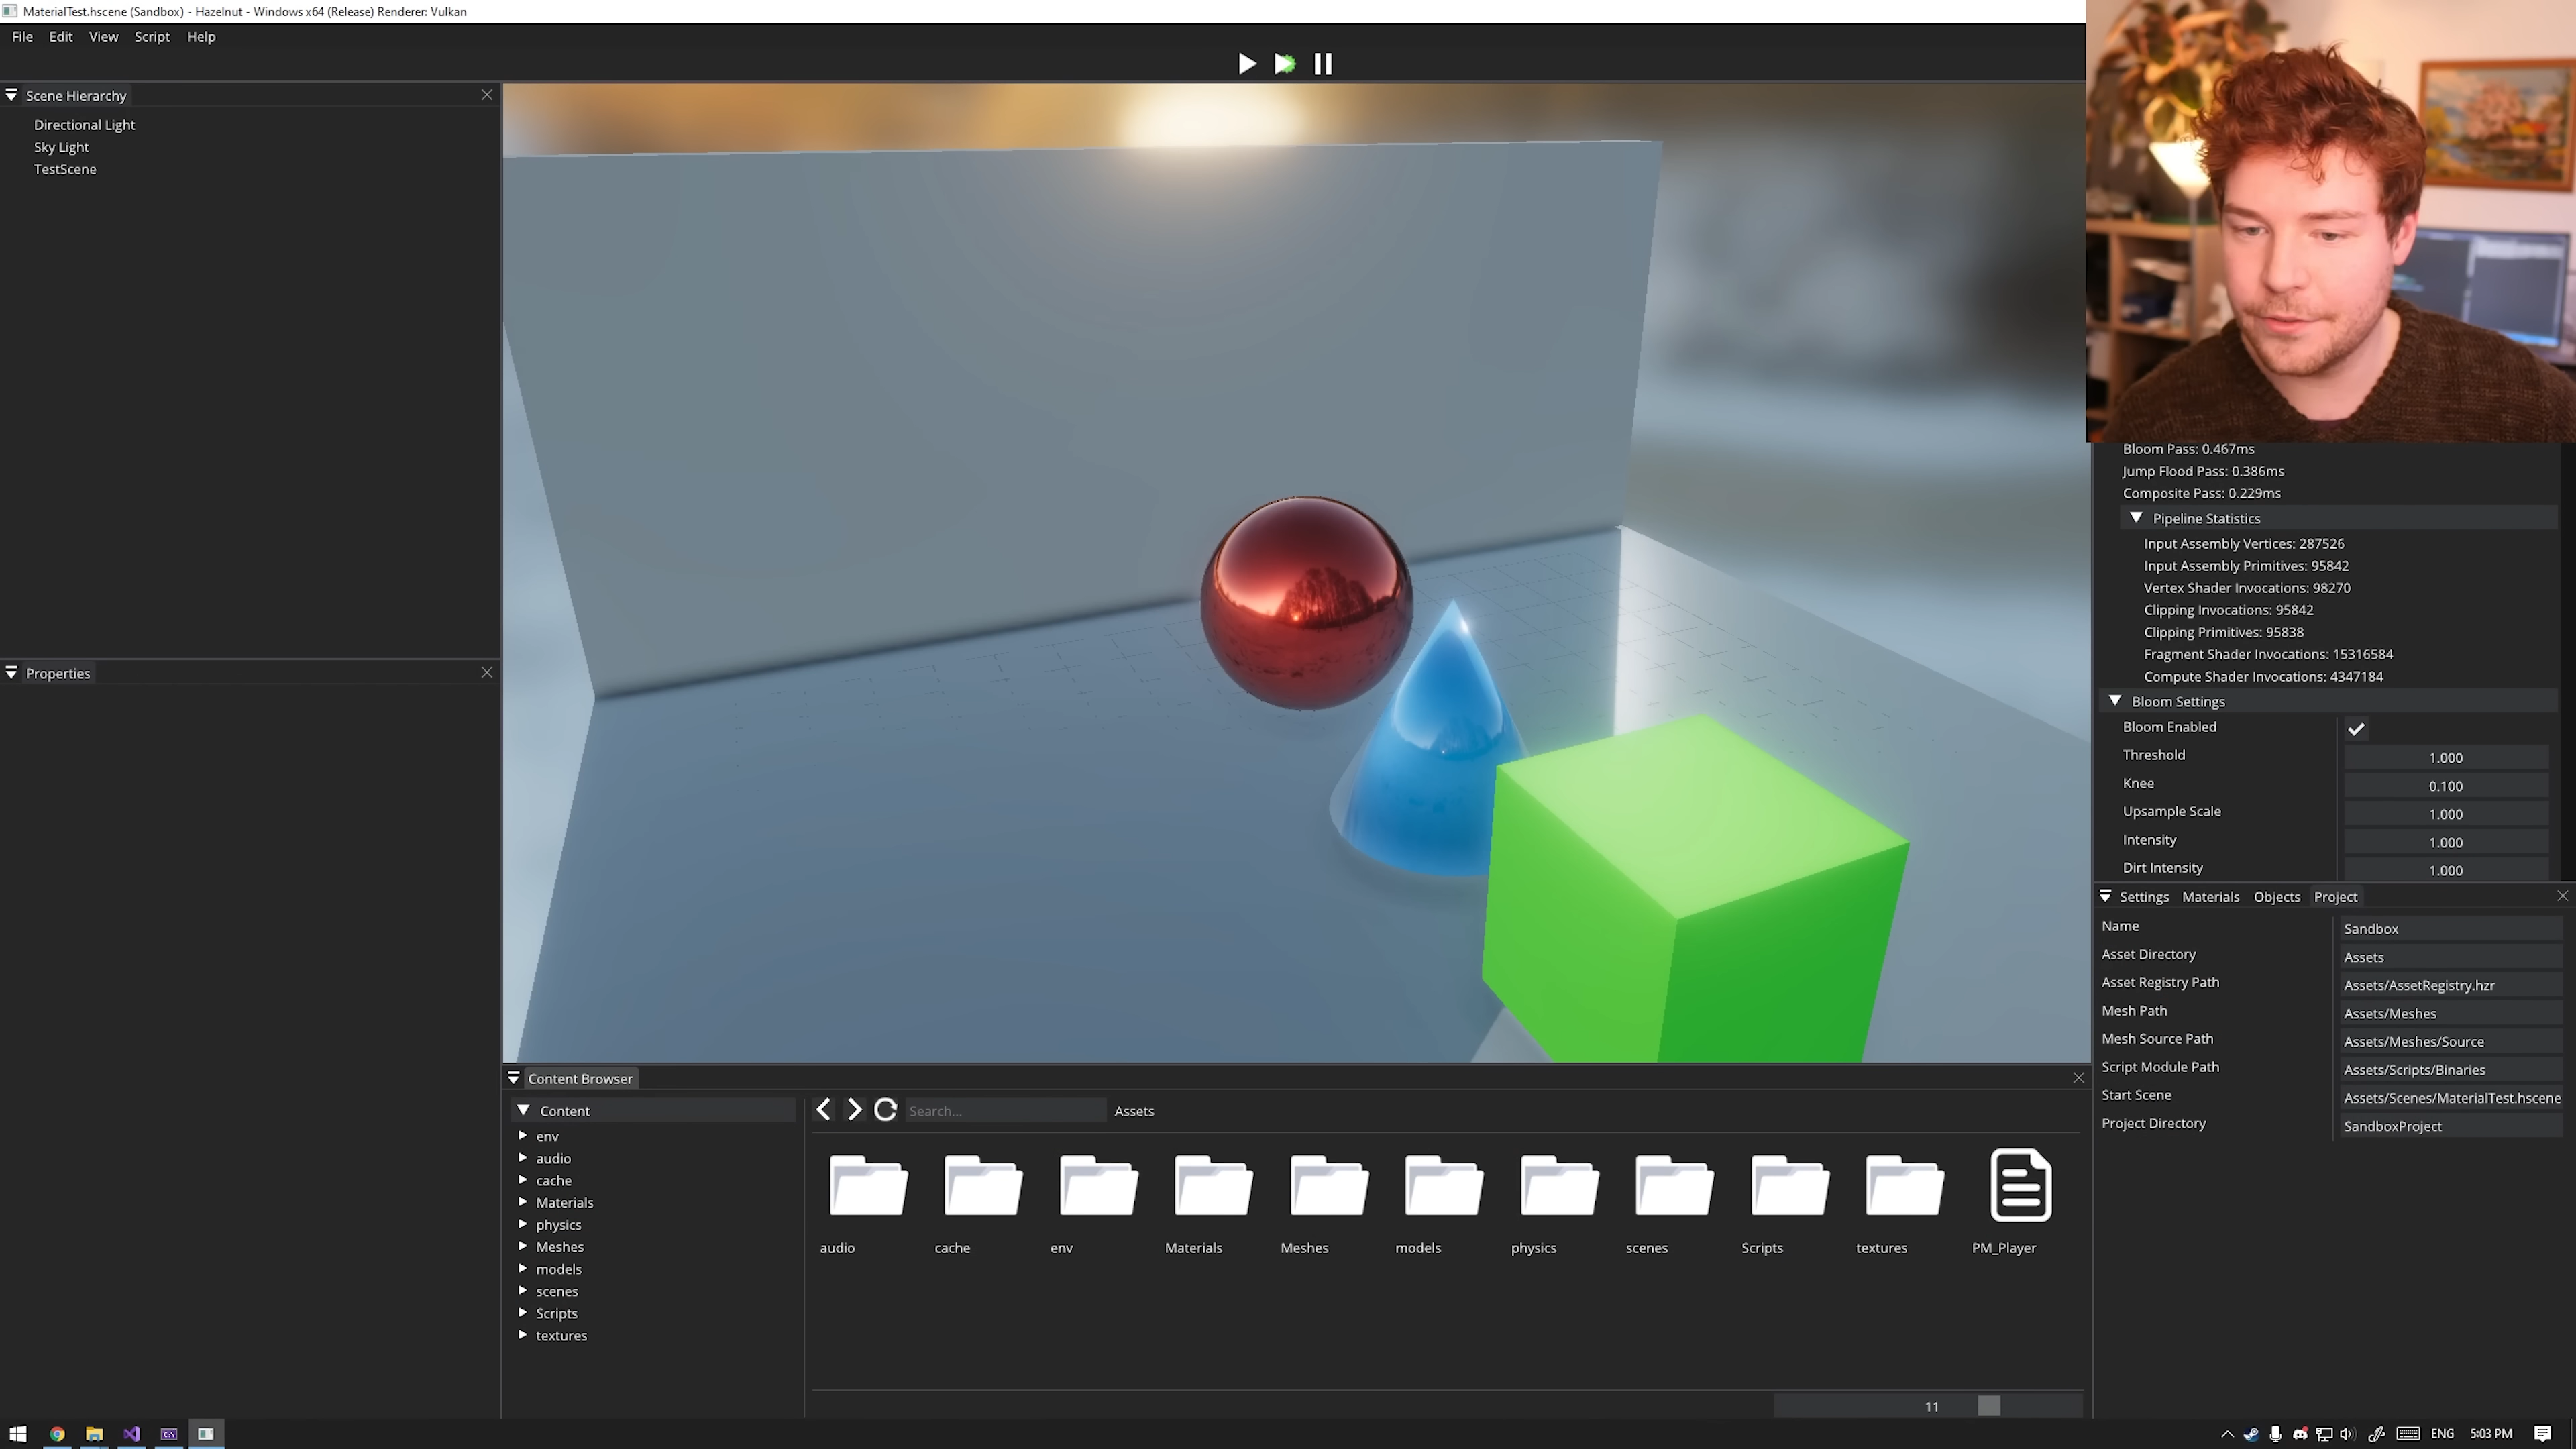 MaterialTest.hscene (Sandbox) - Hazelnut - Windows x64 (Release) Renderer: Vulkan
File Edit View Script Help
Scene Hierarchy
Directional Light
Sky Light
TestScene
Properties
Bloom Pass: 0.467ms
Jump Flood Pass: 0.386ms
Composite Pass: 0.229ms
Pipeline Statistics
Input Assembly Vertices: 287526
Input Assembly Primitives: 95842
Vertex Shader Invocations: 98270
Clipping Invocations: 95842
Clipping Primitives: 95838
Fragment Shader Invocations: 15316584
Compute Shader Invocations: 4347184
Bloom Settings
Bloom Enabled
Threshold 1.000
Knee 0.100
Upsample Scale 1.000
Intensity 1.000
Dirt Intensity 1.000
Settings Materials Objects Project
Name Sandbox
Asset Directory Assets
Asset Registry Path Assets/AssetRegistry.hzr
Mesh Path Assets/Meshes
Mesh Source Path Assets/Meshes/Source
Script Module Path Assets/Scripts/Binaries
Start Scene Assets/Scenes/MaterialTest.hscene
Project Directory SandboxProject
Content Browser
Content
env
audio
cache
Materials
physics
Meshes
models
scenes
Scripts
textures
Search... Assets
audio cache env Materials Meshes models physics scenes Scripts textures PM_Player
11
ENG 5:03 PM